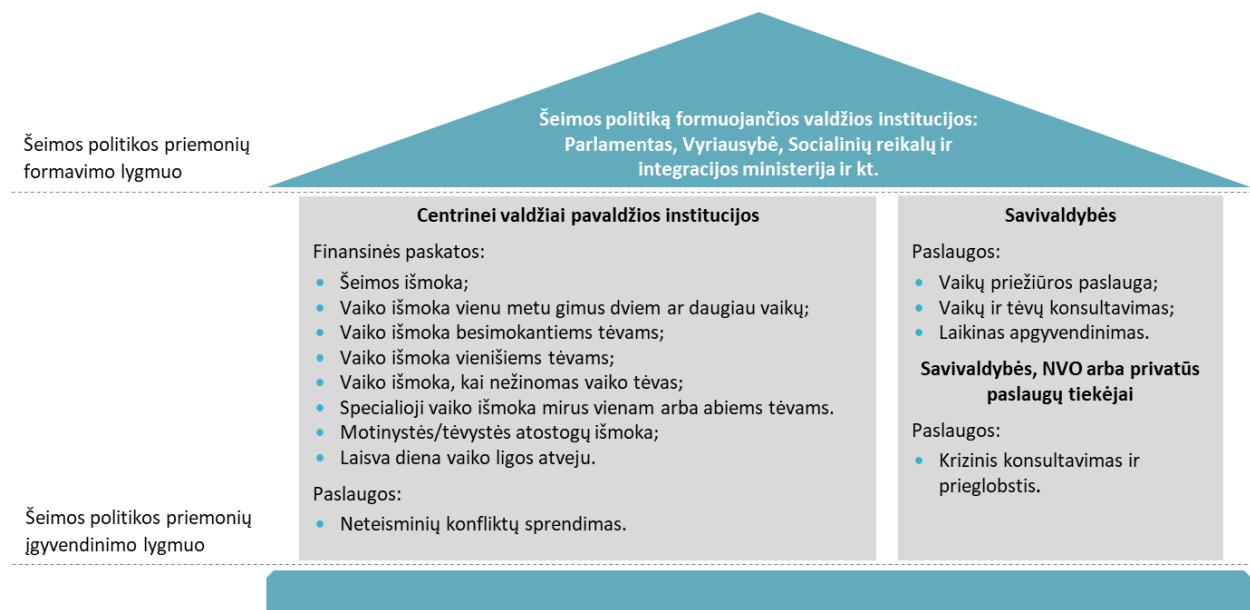 Šeimos politiką formuojančios valdžios institucijos:
Parlamentas, Vyriausybė, Socialinių reikalų ir
integracijos ministerija ir kt.
Šeimos politikos priemonių
formavimo lygmuo
Centrinei valdžiai pavaldžios institucijos
Finansinės paskatos:
• Šeimos išmoka;
• Vaiko išmoka vienu metu gimus dviem ar daugiau vaikų;
• Vaiko išmoka besimokantiems tėvams;
• Vaiko išmoka vienišiems tėvams;
• Vaiko išmoka, kai nežinomas vaiko tėvas;
• Specialioji vaiko išmoka mirus vienam arba abiems tėvams.
• Motinystės/tėvystės atostogų išmoka;
• Laisva diena vaiko ligos atveju.
Paslaugos:
• Neteisminių konfliktų sprendimas.
Savivaldybės
Paslaugos:
• Vaikų priežiūros paslauga;
• Vaikų ir tėvų konsultavimas;
• Laikinas apgyvendinimas.
Savivaldybės, NVO arba privatūs
paslaugų tiekėjai
Paslaugos:
• Krizinis konsultavimas ir
prieglobstis.
Šeimos politikos priemonių
įgyvendinimo lygmuo